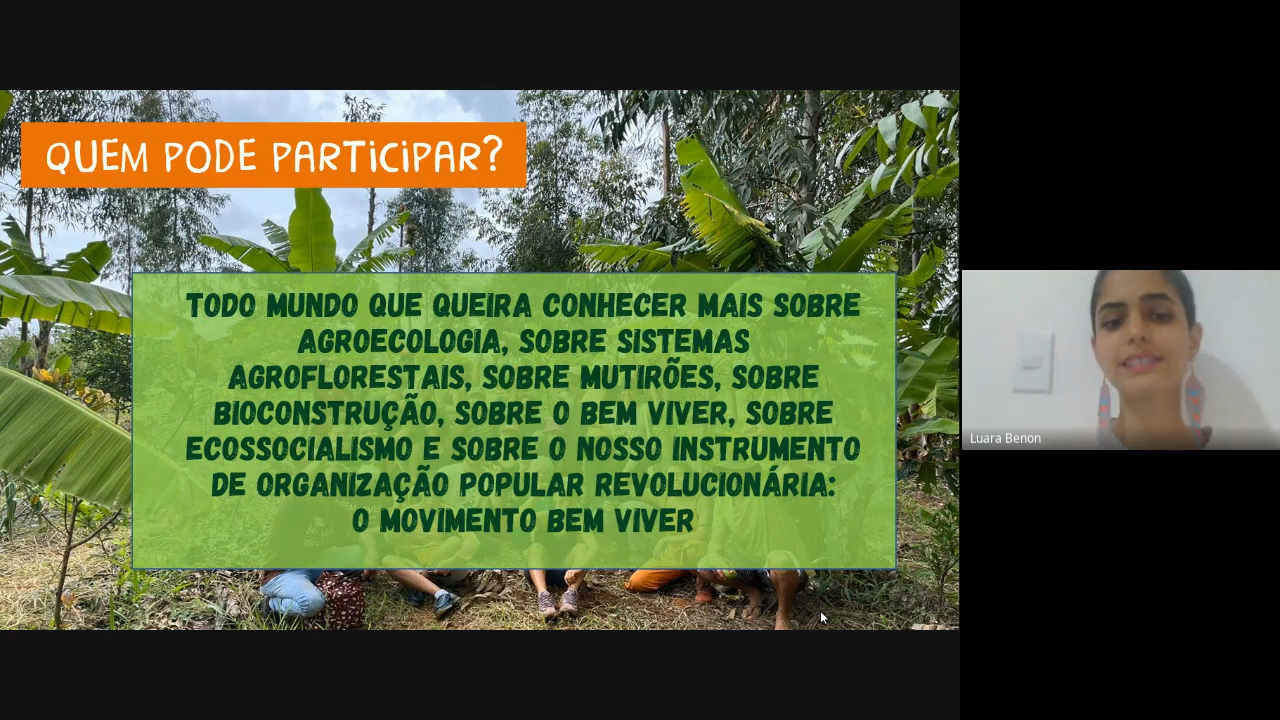 QUEM PODE PARTICIPAR?
TODO MUNDO QUE QUEIRA CONHECER MAIS SOBRE
AGROECOLOGIA, SOBRE SISTEMAS
AGROFLORESTAIS, SOBRE MUTIRÕES, SOBRE
BIOCONSTRUÇÃO, SOBRE O BEM VIVER, SOBRE
ECOSSOCIALISMO E SOBRE O NOSSO INSTRUMENTO
DE ORGANIZAÇÃO POPULAR REVOLUCIONÁRIA:
O MOVIMENTO BEM VIVER
Luara Benon